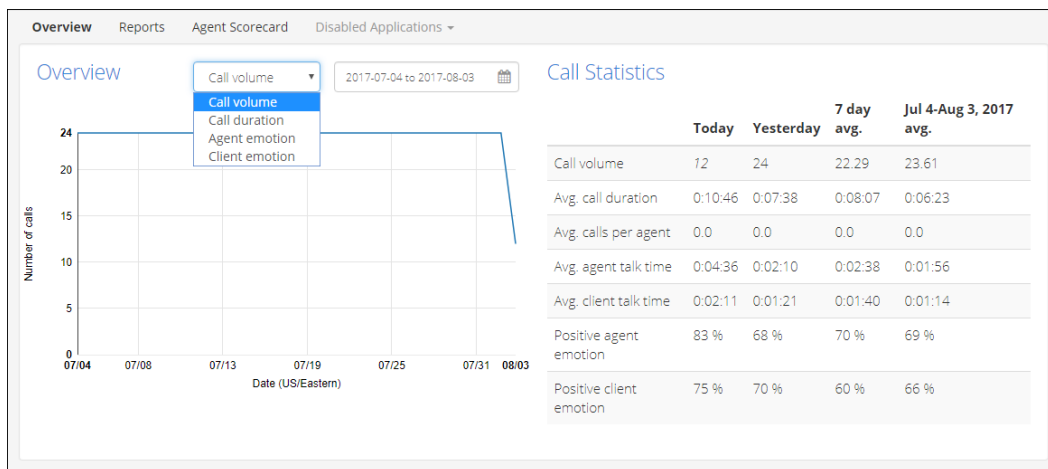 Overview Reports Agent Scorecard Disabled Applications
Overview
Call volume
2017-07-04 to 2017-08-03
Call volume
Call duration
Agent emotion
Client emotion
24
20
15
10
5
0
Number of calls
07/04 07/08 07/13 07/19 07/25 07/31 08/03
Date (US/Eastern)
Call Statistics
Today Yesterday 7 day avg. Jul 4-Aug 3, 2017 avg.
Call volume 12 24 22.29 23.61
Avg. call duration 0:10:46 0:07:38 0:08:07 0:06:23
Avg. calls per agent 0.0 0.0 0.0 0.0
Avg. agent talk time 0:04:36 0:02:10 0:02:38 0:01:56
Avg. client talk time 0:02:11 0:01:21 0:01:40 0:01:14
Positive agent emotion 83 % 68 % 70 % 69 %
Positive client emotion 75 % 70 % 60 % 66 %